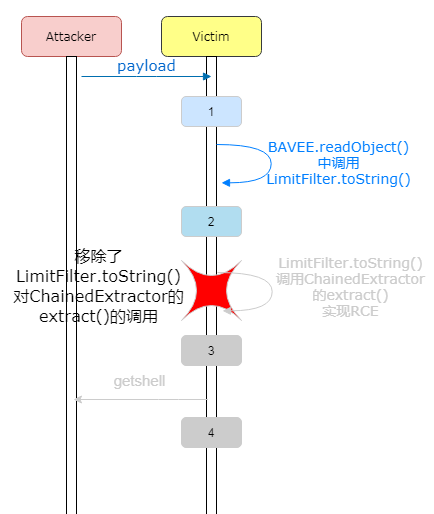 Attacker
Victim
payload
1
BAVEE.readObject()
中调用
LimitFilter.toString()
2
移除了
LimitFilter.toString()
对ChainedExtractor的
extract()的调用
LimitFilter.toString()
调用ChainedExtractor
的extract()
实现RCE
3
getshell
4